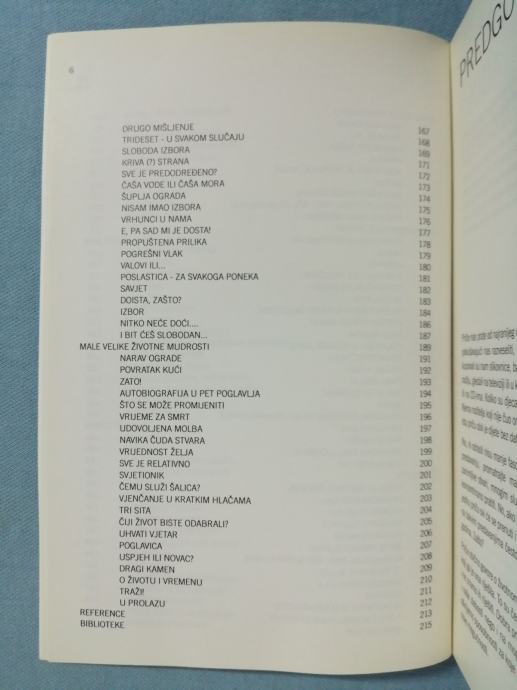 6
DRUGO MIŠLJENJE 167
TRIDESET - U SVAKOM SLUČAJU 168
SLOBODA IZBORA 169
KRIVA (?) STRANA 171
SVE JE PREDODREĐENO? 172
ČAŠA VODE ILI ČAŠA MORA 173
ŠUPLJA OGRADA 174
NISAM IMAO IZBORA 175
VRHUNCI U NAMA 176
E, PA SAD MI JE DOSTA! 177
PROPUŠTENA PRILIKA 178
POGREŠNI VLAK 179
VALOVI ILI... 180
POSLASTICA - ZA SVAKOGA PONEKA 181
SAVJET 182
DOISTA, ZAŠTO? 183
IZBOR 184
NITKO NEĆE DOĆI.... 186
I BIT ĆEŠ SLOBODAN... 187
MALE VELIKE ŽIVOTNE MUDROSTI 189
NARAV OGRADE 191
POVRATAK KUĆI 192
ZATO! 193
AUTOBIOGRAFIJA U PET POGLAVLJA 194
ŠTO SE MOŽE PROMIJENITI 195
VRIJEME ZA SMRT 196
UDOVOLJENA MOLBA 197
NAVIKA ČUDA STVARA 198
VRIJEDNOST ŽELJA 199
SVE JE RELATIVNO 200
SVJETIONIK 201
ČEMU SLUŽI ŠALICA? 202
VJENČANJE U KRATKIM HLAČAMA 203
TRI SITA 204
ČIJI ŽIVOT BISTE ODABRALI? 205
UHVATI VJETAR 206
POGLAVICA 207
USPJEH ILI NOVAC? 208
DRAGI KAMEN 209
O ŽIVOTU I VREMENU 210
TRAŽI! 211
U PROLAZU 212
REFERENCE 213
BIBLIOTEKE 215
PREDGO